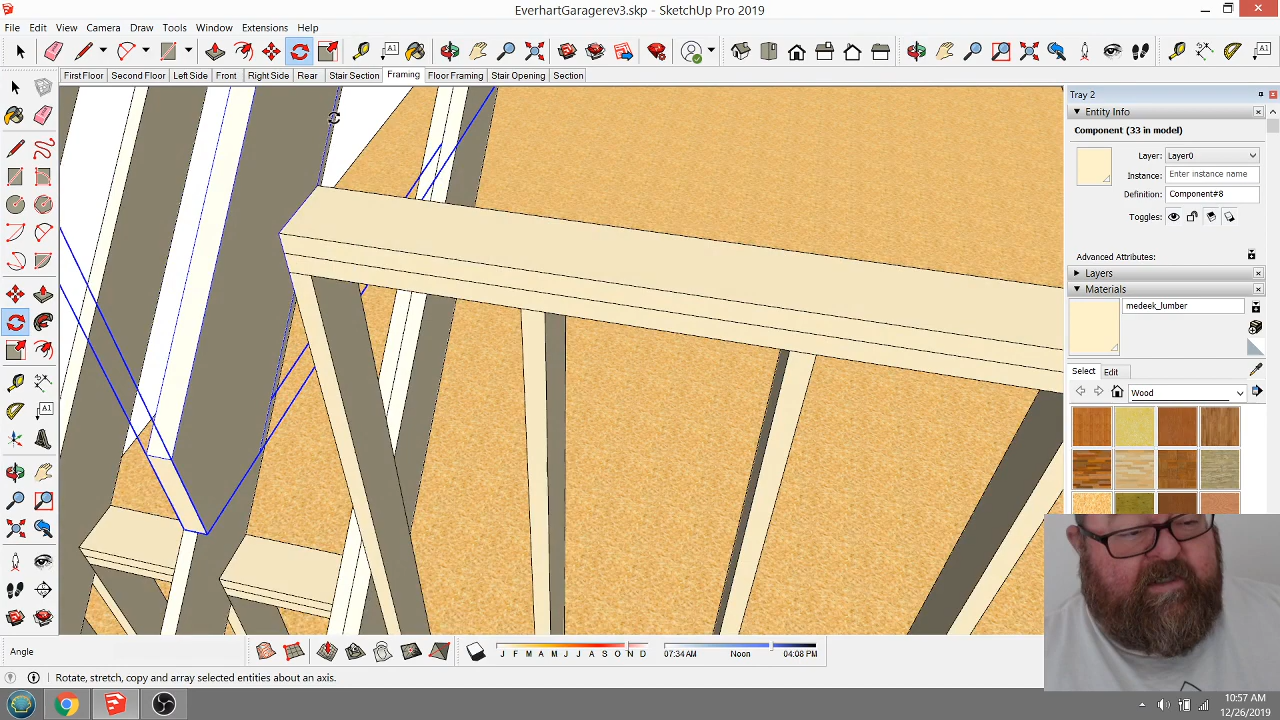 EverhartGaragerev3.skp - SketchUp Pro 2019
File Edit View Camera Draw Tools Window Extensions Help
First Floor Second Floor Left Side Front Right Side Rear Stair Section Framing Floor Framing Stair Opening Section
Tray 2
Entity Info
Component (33 in model)
Layer: Layer0
Instance: Enter instance name
Definition: Component#8
Toggles:
Advanced Attributes:
Layers
Materials
medeek_lumber
Select Edit
Wood
Angle
J F M A M J J A S O N D
07:34 AM Noon 04:08 PM
Rotate, stretch, copy and array selected entities about an axis.
10:57 AM
12/26/2019